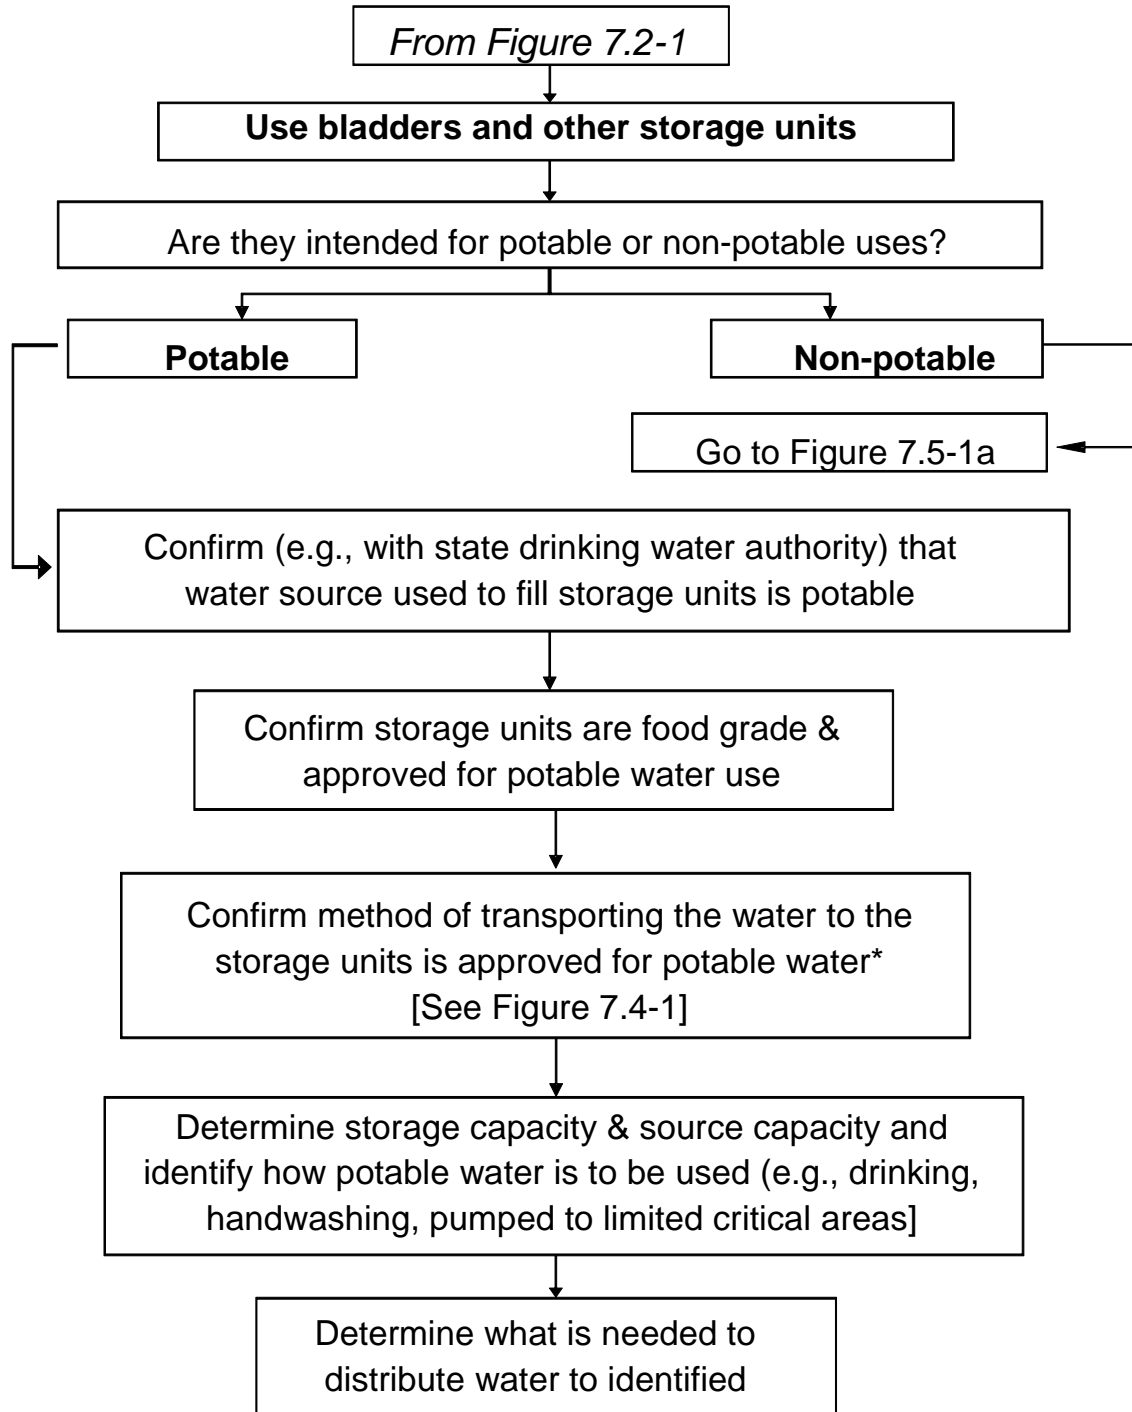 From Figure 7.2-1
Use bladders and other storage units
Are they intended for potable or non-potable uses?
Potable
Non-potable
Go to Figure 7.5-1a
Confirm (e.g., with state drinking water authority) that
water source used to fill storage units is potable
Confirm storage units are food grade &
approved for potable water use
Confirm method of transporting the water to the
storage units is approved for potable water*
[See Figure 7.4-1]
Determine storage capacity & source capacity and
identify how potable water is to be used (e.g., drinking,
handwashing, pumped to limited critical areas]
Determine what is needed to
distribute water to identified